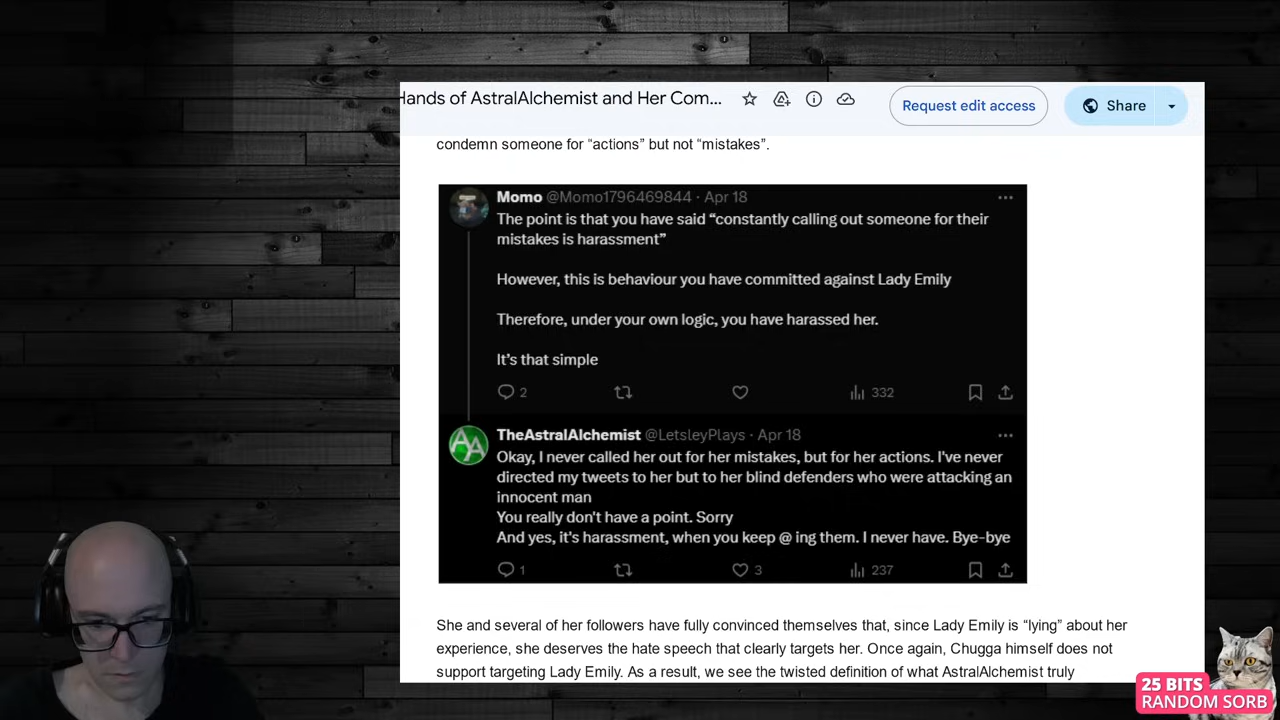 Hands of AstralAlchemist and Her Com...
Request edit access
Share
condemn someone for “actions” but not “mistakes”.
Momo @Momo1796469844 · Apr 18
The point is that you have said “constantly calling out someone for their
mistakes is harassment”
However, this is behaviour you have committed against Lady Emily
Therefore, under your own logic, you have harassed her.
It’s that simple
2
332
AA
TheAstralAlchemist @LetsleyPlays · Apr 18
Okay, I never called her out for her mistakes, but for her actions. I've never
directed my tweets to her but to her blind defenders who were attacking an
innocent man
You really don't have a point. Sorry
And yes, it's harassment, when you keep @ ing them. I never have. Bye-bye
1
3
237
She and several of her followers have fully convinced themselves that, since Lady Emily is “lying” about her
experience, she deserves the hate speech that clearly targets her. Once again, Chugga himself does not
support targeting Lady Emily. As a result, we see the twisted definition of what AstralAlchemist truly
25 BITS
RANDOM SORB